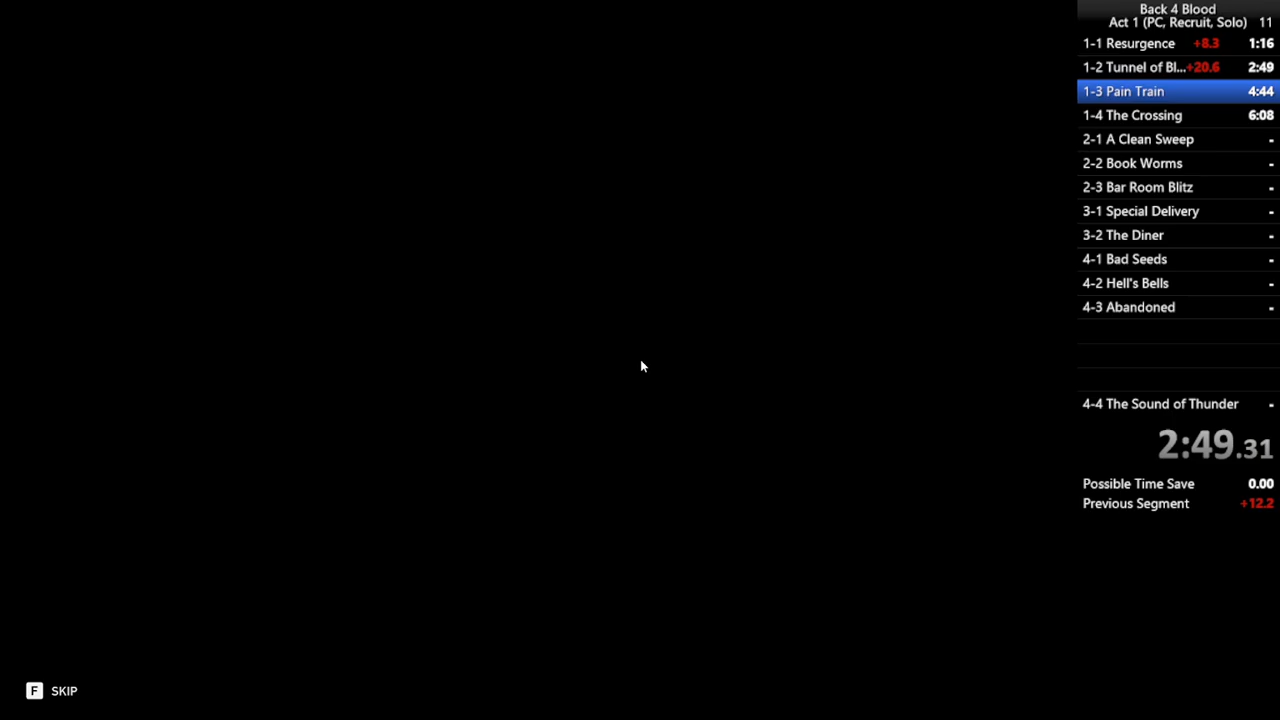 Back 4 Blood
Act 1 (PC, Recruit, Solo) 11
1-1 Resurgence +8.3 1:16
1-2 Tunnel of Bl... +20.6 2:49
1-3 Pain Train 4:44
1-4 The Crossing 6:08
2-1 A Clean Sweep -
2-2 Book Worms -
2-3 Bar Room Blitz -
3-1 Special Delivery -
3-2 The Diner -
4-1 Bad Seeds -
4-2 Hell's Bells -
4-3 Abandoned -
4-4 The Sound of Thunder -
2:49.31
Possible Time Save 0.00
Previous Segment +12.2
F SKIP